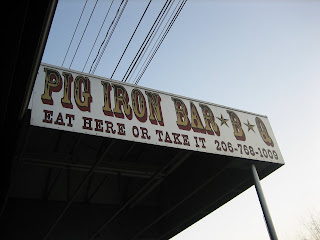 PIG IRON BAR★B★Q
EAT HERE OR TAKE IT 206-768-1009